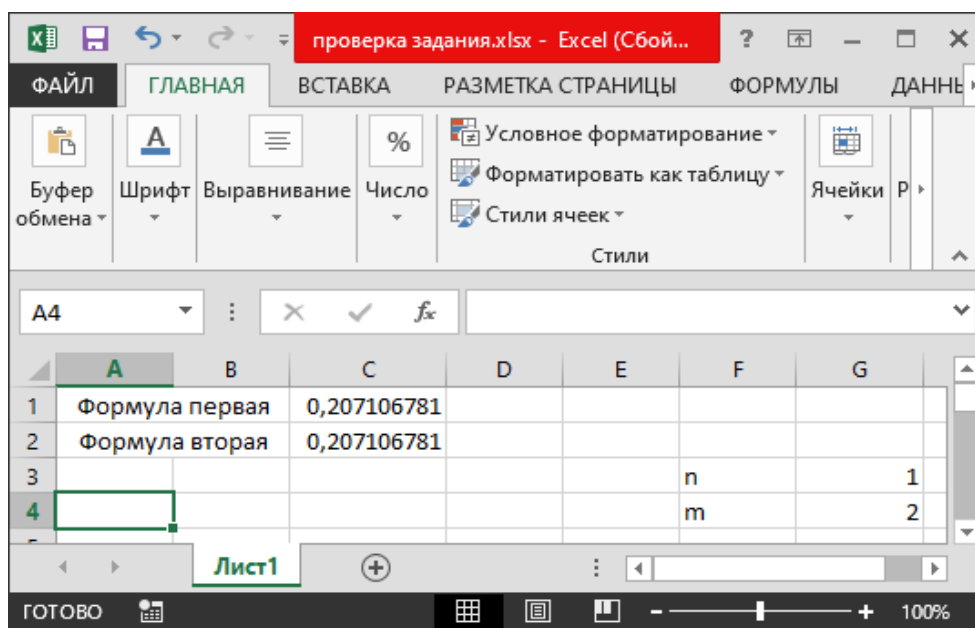 проверка задания.xlsx - Excel (Сбой...
?
ФАЙЛ ГЛАВНАЯ ВСТАВКА РАЗМЕТКА СТРАНИЦЫ ФОРМУЛЫ
Буфер обмена
Шрифт
Выравнивание
%
Число
Условное форматирование
Форматировать как таблицу
Стили ячеек
Стили
Ячейки
Р
A4
fx
A B C D E F G
1 Формула первая 0,207106781
2 Формула вторая 0,207106781
3 n 1
4 m 2
Лист1
ГОТОВО
100%